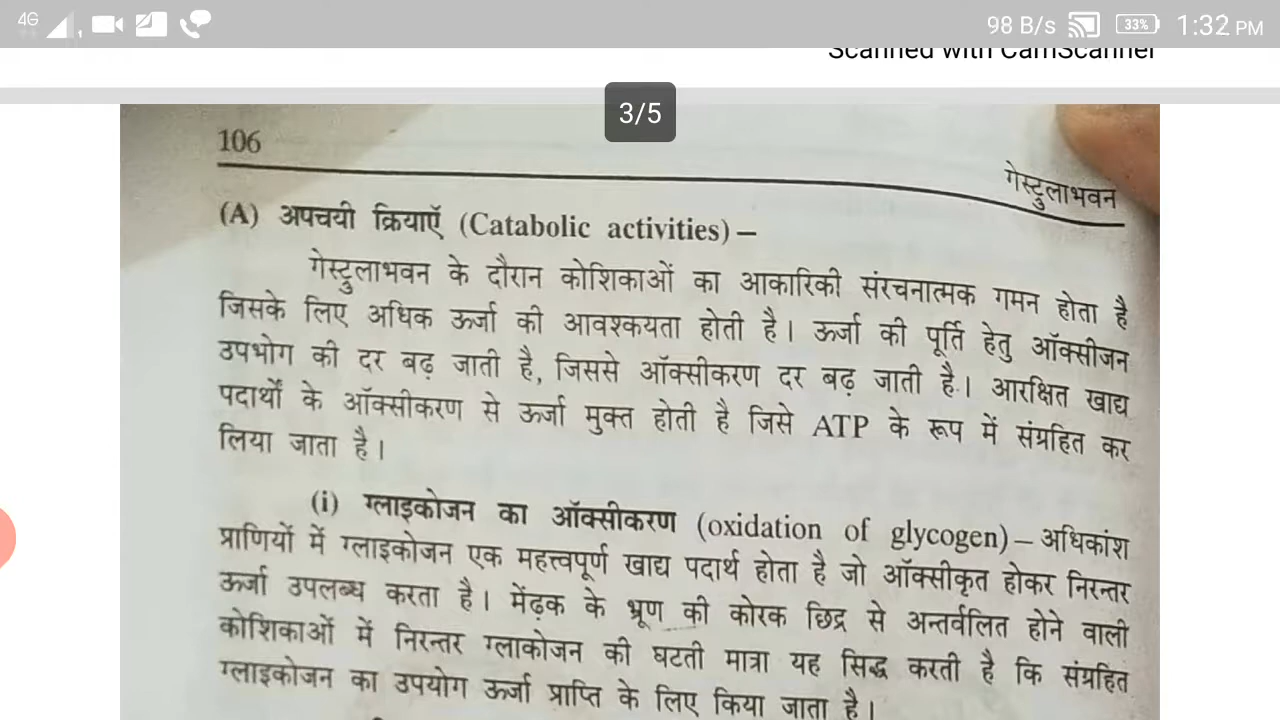 4G
98 B/s
33%
1:32 PM
Scanned with CamScanner
3/5
106
गेस्ट्रुलाभवन
(A) अपचयी क्रियाएँ (Catabolic activities) –
गेस्ट्रुलाभवन के दौरान कोशिकाओं का आकारिकी संरचनात्मक गमन होता है
जिसके लिए अधिक ऊर्जा की आवश्कयता होती है। ऊर्जा की पूर्ति हेतु ऑक्सीजन
उपभोग की दर बढ़ जाती है, जिससे ऑक्सीकरण दर बढ़ जाती है। आरक्षित खाद्य
पदार्थों के ऑक्सीकरण से ऊर्जा मुक्त होती है जिसे ATP के रूप में संग्रहित कर
लिया जाता है।
(i) ग्लाइकोजन का ऑक्सीकरण (oxidation of glycogen) – अधिकांश
प्राणियों में ग्लाइकोजन एक महत्त्वपूर्ण खाद्य पदार्थ होता है जो ऑक्सीकृत होकर निरन्तर
ऊर्जा उपलब्ध करता है। मेंढ़क के भ्रूण की कोरक छिद्र से अन्तर्वलित होने वाली
कोशिकाओं में निरन्तर ग्लाकोजन की घटती मात्रा यह सिद्ध करती है कि संग्रहित
ग्लाइकोजन का उपयोग ऊर्जा प्राप्ति के लिए किया जाता है।